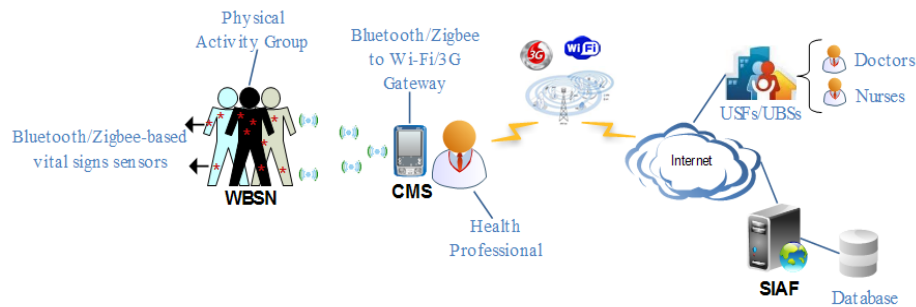 Physical
Activity Group
Bluetooth/Zigbee-based
vital signs sensors
WBSN
Bluetooth/Zigbee
to Wi-Fi/3G
Gateway
CMS
Health
Professional
3G
Wi Fi
Internet
USFs/UBSs
Doctors
Nurses
SIAF
Database